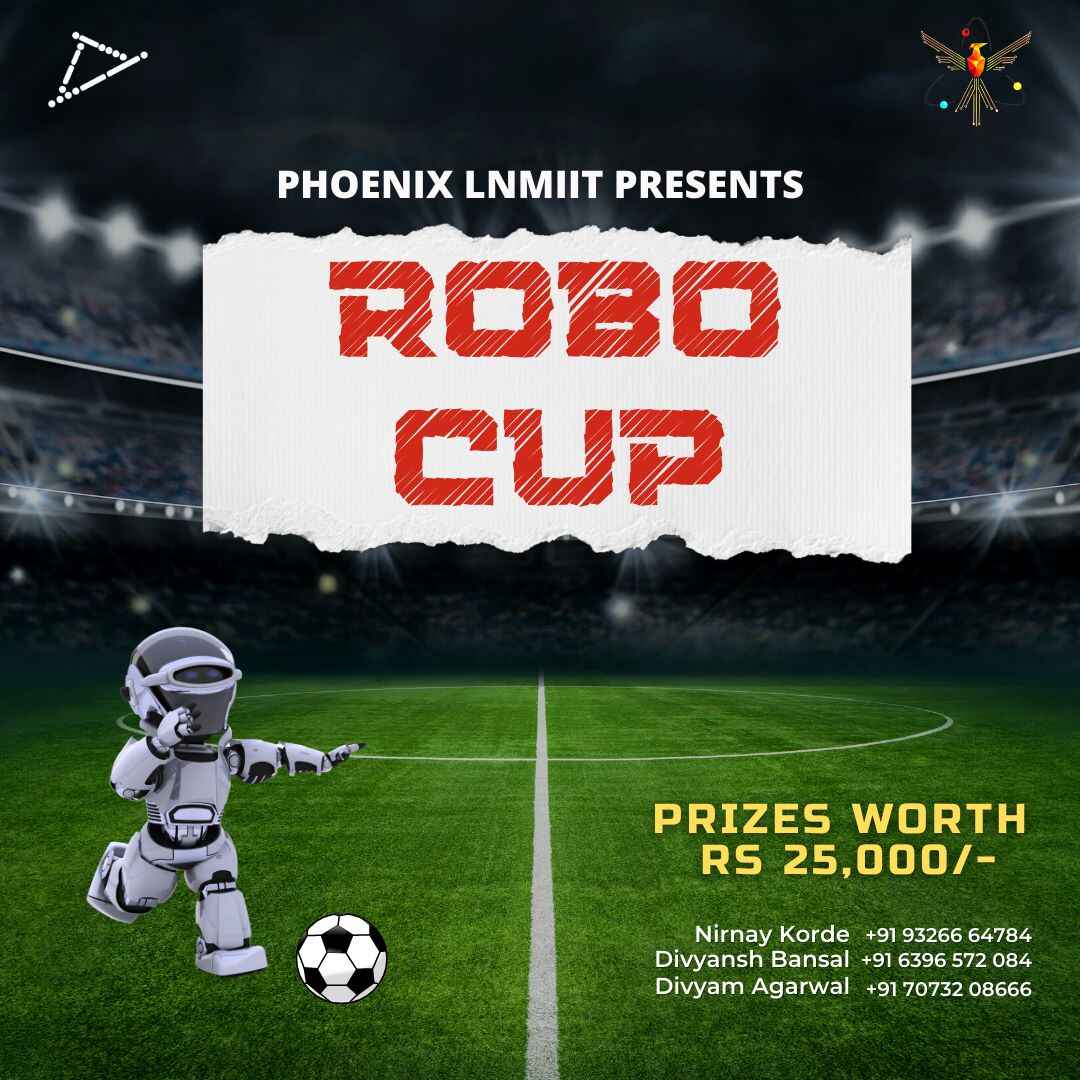 PHOENIX LNMIIT PRESENTS
ROBO
CUP
PRIZES WORTH
RS 25,000/-
Nirnay Korde +91 93266 64784
Divyansh Bansal +91 6396 572 084
Divyam Agarwal +91 70732 08666